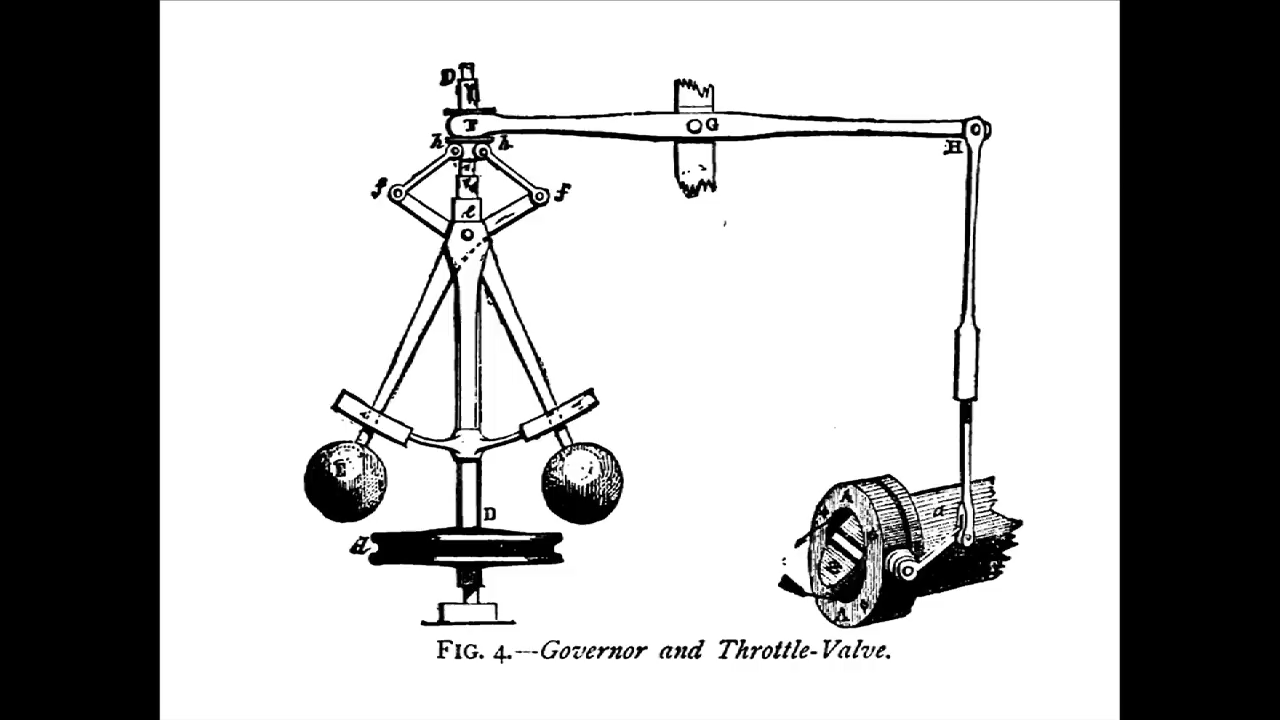 D
F
G
h
h
H
f
f
e
E
D
d
a
A
Z
A
FIG. 4.—Governor and Throttle-Valve.